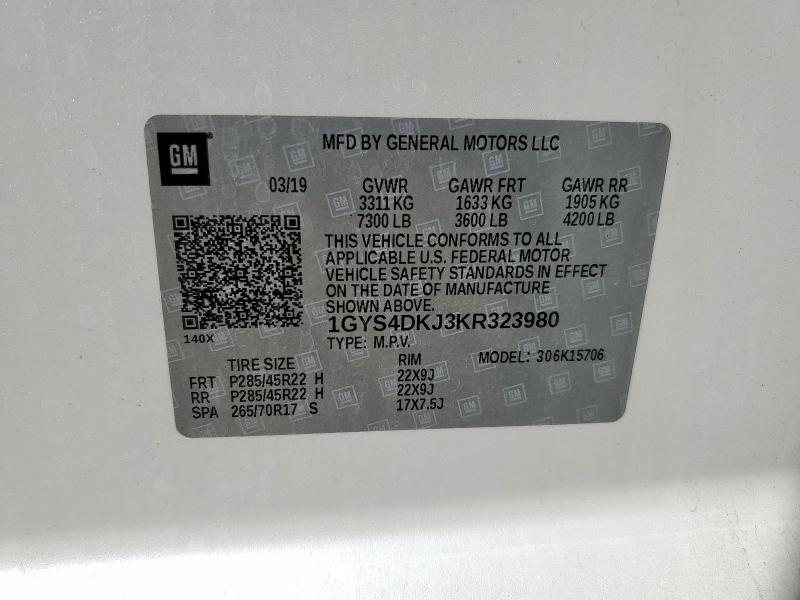 GM
MFD BY GENERAL MOTORS LLC
03/19 GVWR GAWR FRT GAWR RR
3311 KG 1633 KG 1905 KG
7300 LB 3600 LB 4200 LB
THIS VEHICLE CONFORMS TO ALL
APPLICABLE U.S. FEDERAL MOTOR
VEHICLE SAFETY STANDARDS IN EFFECT
ON THE DATE OF MANUFACTURE
SHOWN ABOVE.
1GYS4DKJ3KR323980
140X
TYPE: M.P.V. MODEL: 306K15706
TIRE SIZE RIM
FRT P285/45R22 H 22X9J
RR P285/45R22 H 22X9J
SPA 265/70R17 S 17X7.5J